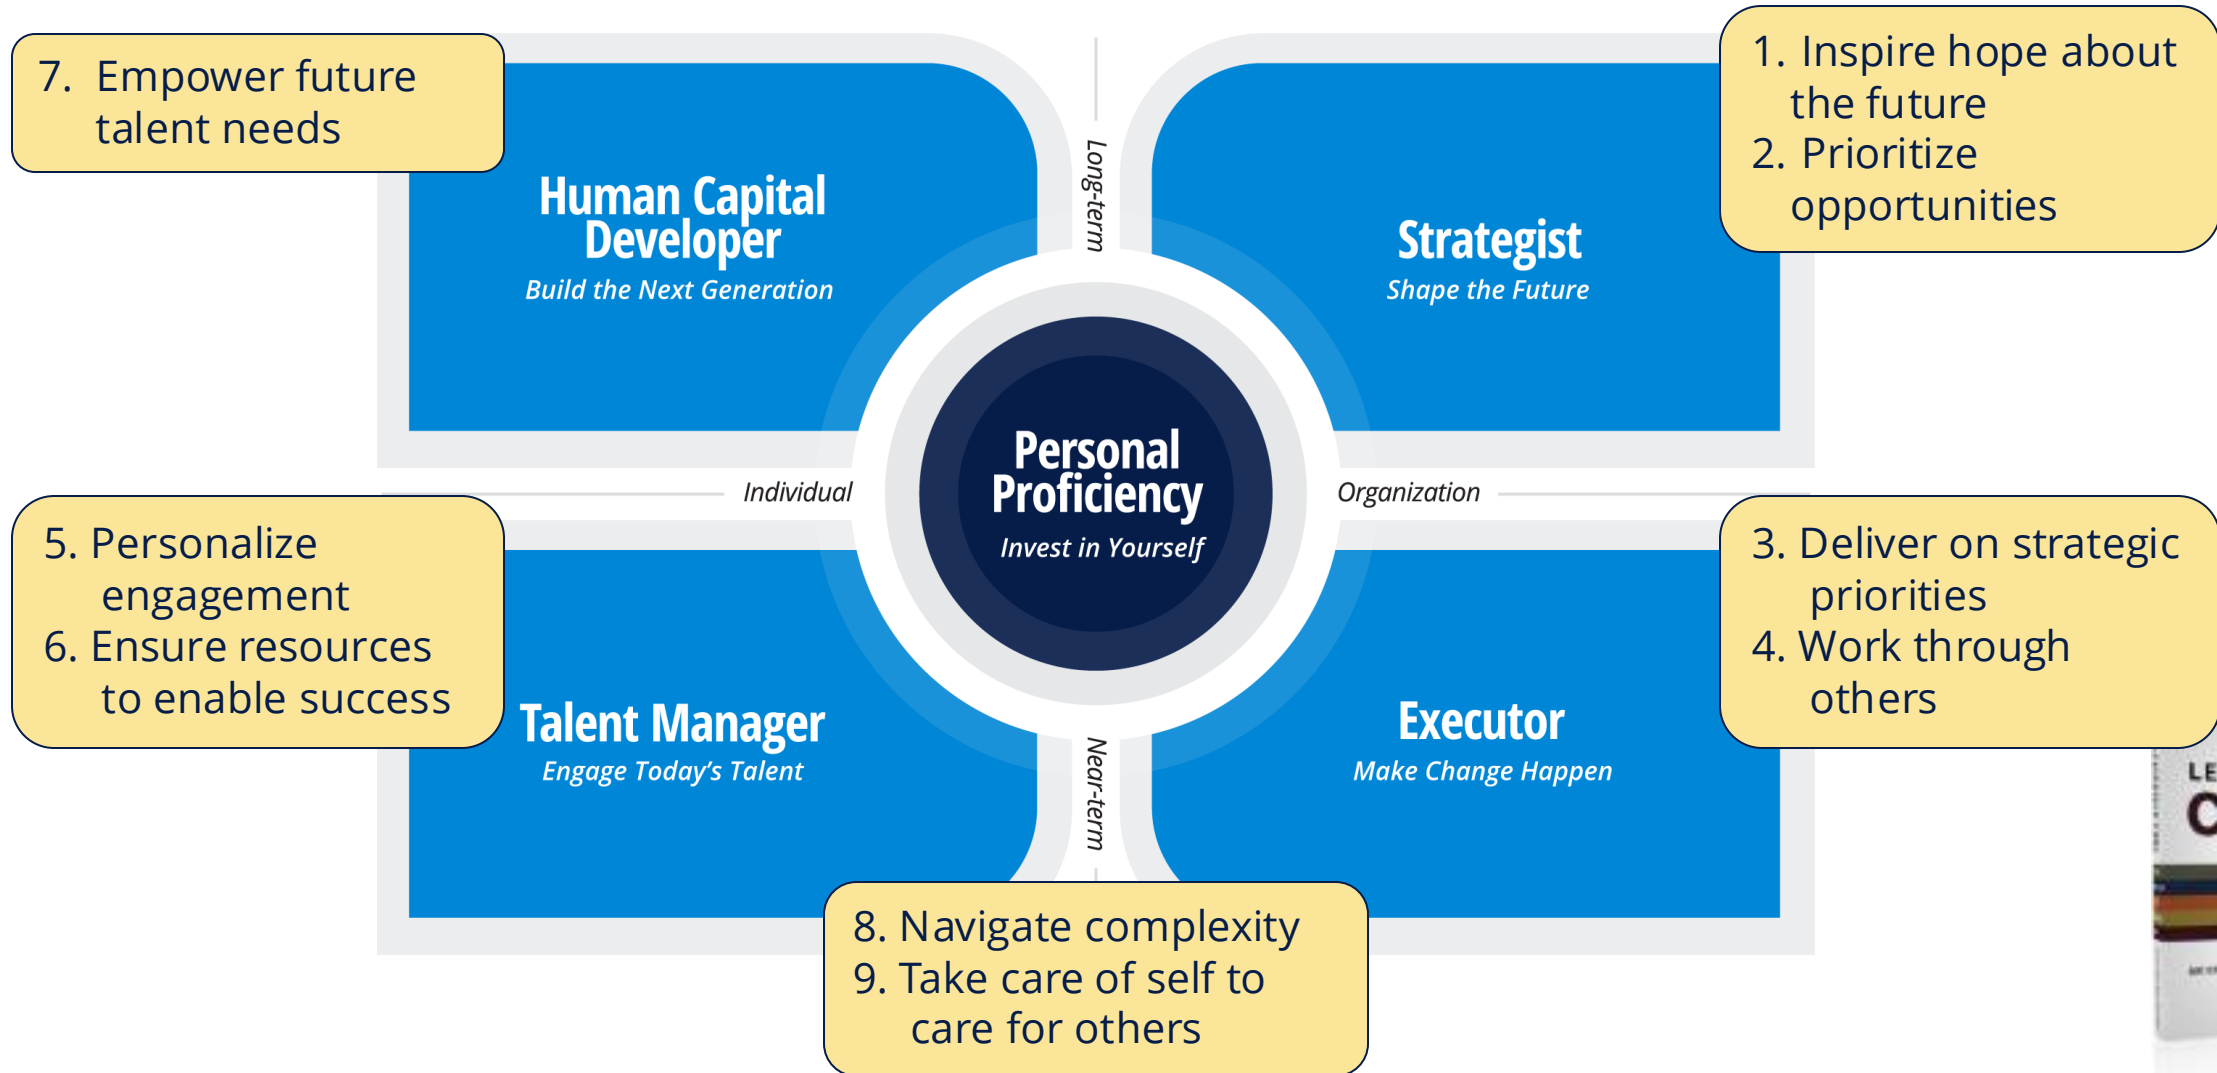 7. Empower future
talent needs
1. Inspire hope about
the future
2. Prioritize
opportunities
Long-term
Human Capital
Developer
Build the Next Generation
Strategist
Shape the Future
Personal
Proficiency
Invest in Yourself
Individual
Organization
5. Personalize
engagement
6. Ensure resources
to enable success
3. Deliver on strategic
priorities
4. Work through
others
Talent Manager
Engage Today's Talent
Near-term
Executor
Make Change Happen
LE
8. Navigate complexity
9. Take care of self to
care for others